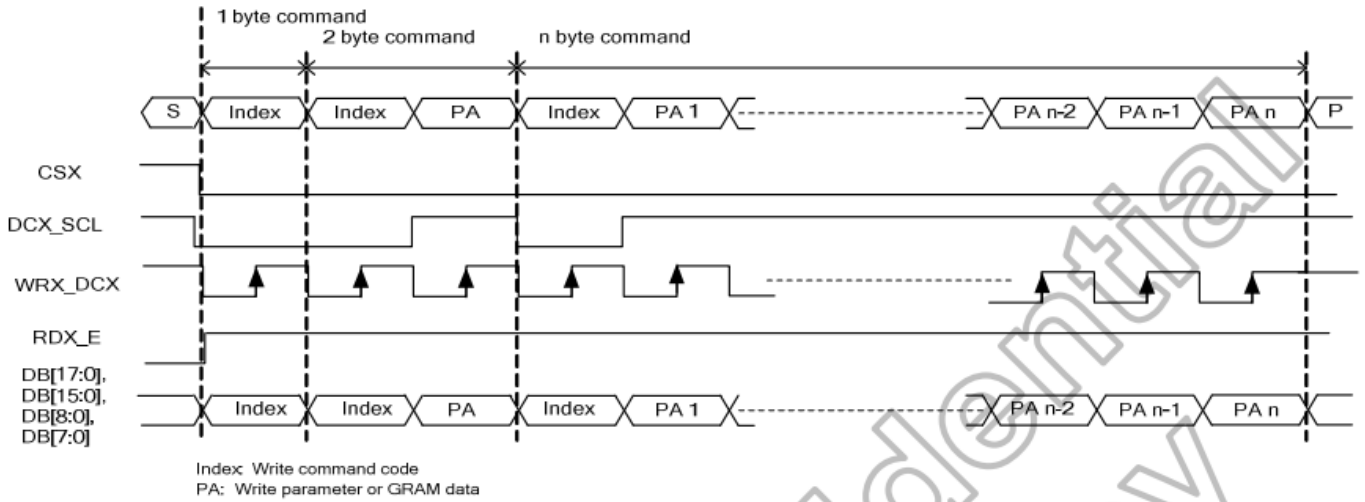 1 byte command
2 byte command
n byte command
S Index Index PA Index PA 1 PA n-2 PA n-1 PA n P
CSX
DCX_SCL
WRX_DCX
RDX_E
DB[17:0],
DB[15:0],
DB[8:0],
DB[7:0]
Index Index PA Index PA 1 PA n-2 PA n-1 PA n
Index: Write command code
PA: Write parameter or GRAM data